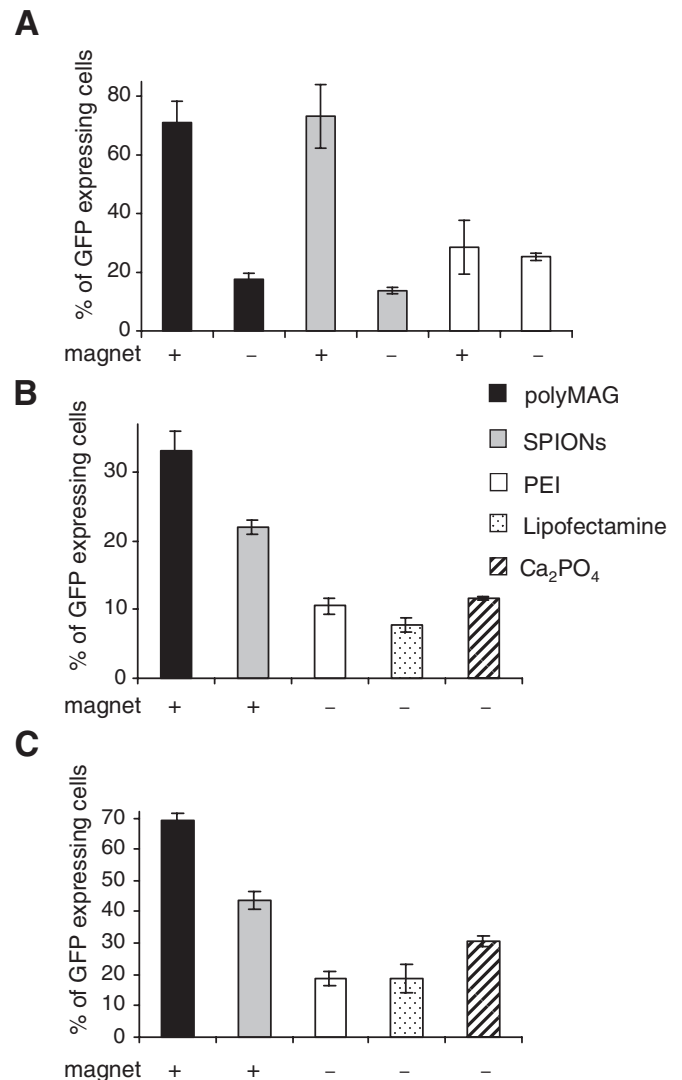 A
% of GFP expressing cells
80
60
40
20
0
magnet + – + – + –
B
% of GFP expressing cells
30
20
10
0
magnet + + – – –
polyMAG
SPIONs
PEI
Lipofectamine
Ca₂PO₄
C
% of GFP expressing cells
70
60
50
40
30
20
10
0
magnet + + – – –